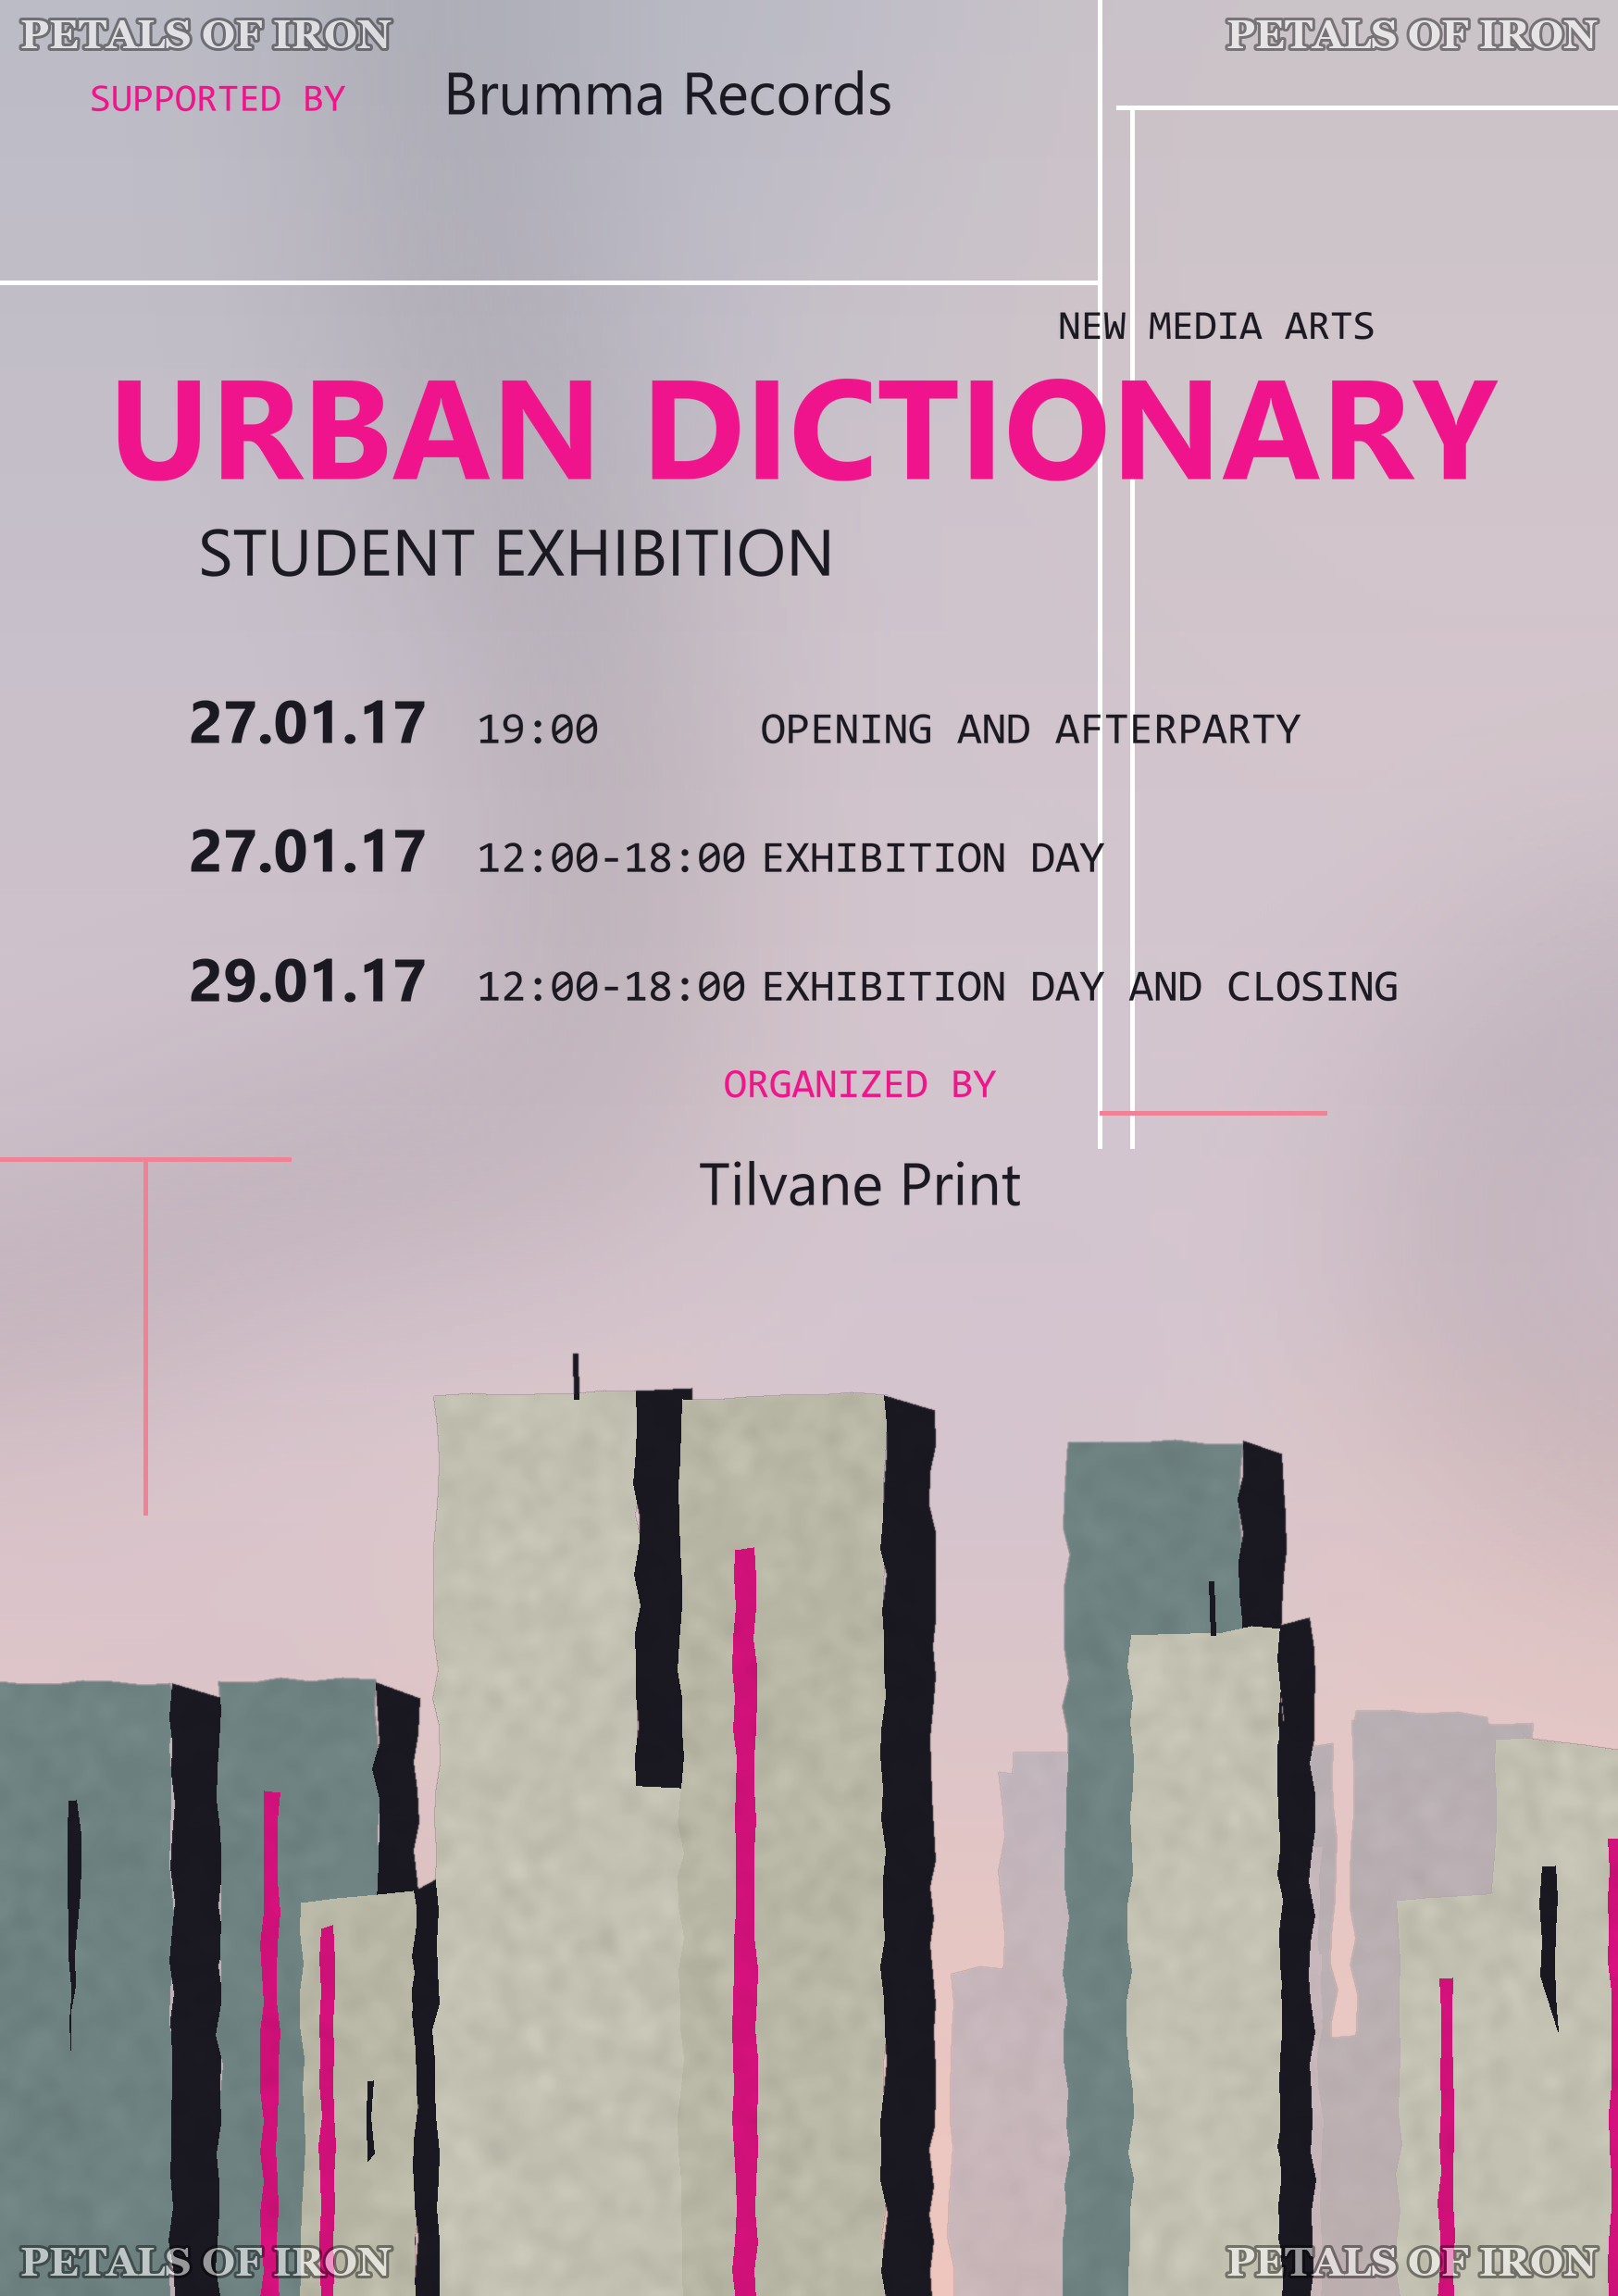 PETALS OF IRON PETALS OF IRON
SUPPORTED BY Brumma Records
NEW MEDIA ARTS
URBAN DICTIONARY
STUDENT EXHIBITION
27.01.17 19:00 OPENING AND AFTERPARTY
27.01.17 12:00-18:00 EXHIBITION DAY
29.01.17 12:00-18:00 EXHIBITION DAY AND CLOSING
ORGANIZED BY
Tilvane Print
PETALS OF IRON PETALS OF IRON